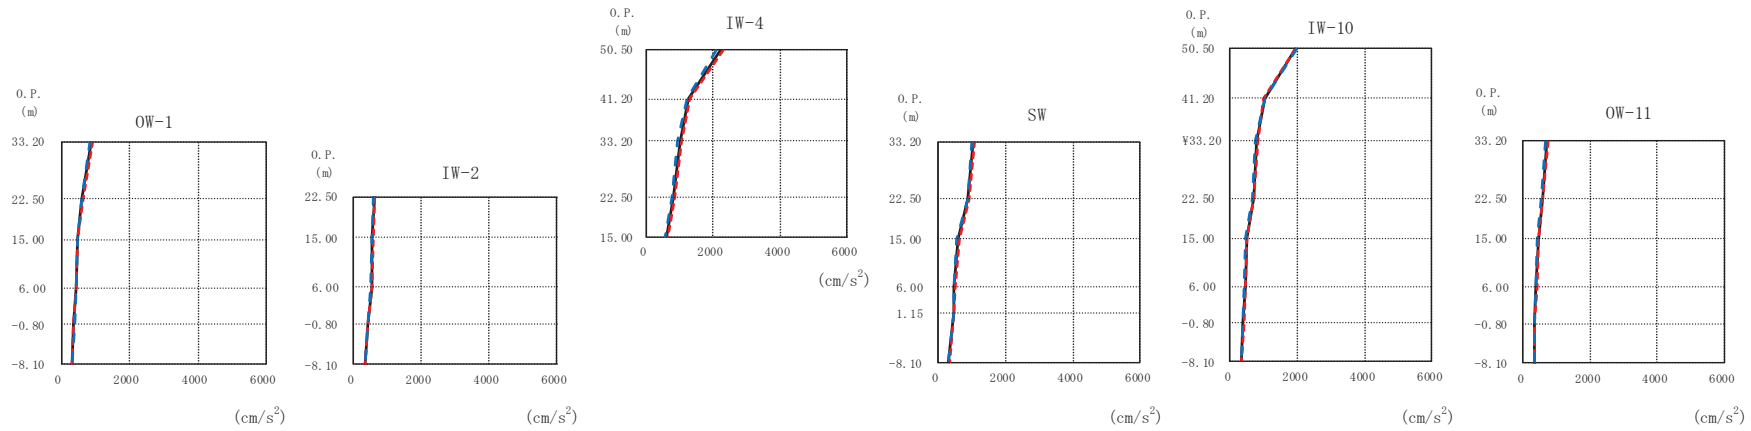 O.P.
(m)
OW-1
33.20
22.50
15.00
6.00
-0.80
-8.10
0
2000
4000
6000
(cm/s²)
O.P.
(m)
IW-2
22.50
15.00
6.00
-0.80
-8.10
0
2000
4000
6000
(cm/s²)
O.P.
(m)
IW-4
50.50
41.20
33.20
22.50
15.00
0
2000
4000
6000
(cm/s²)
O.P.
(m)
SW
33.20
22.50
15.00
6.00
1.15
-8.10
0
2000
4000
6000
(cm/s²)
O.P.
(m)
IW-10
50.50
41.20
¥33.20
22.50
15.00
6.00
-0.80
-8.10
0
2000
4000
6000
(cm/s²)
O.P.
(m)
OW-11
33.20
22.50
15.00
6.00
-0.80
-8.10
0
2000
4000
6000
(cm/s²)